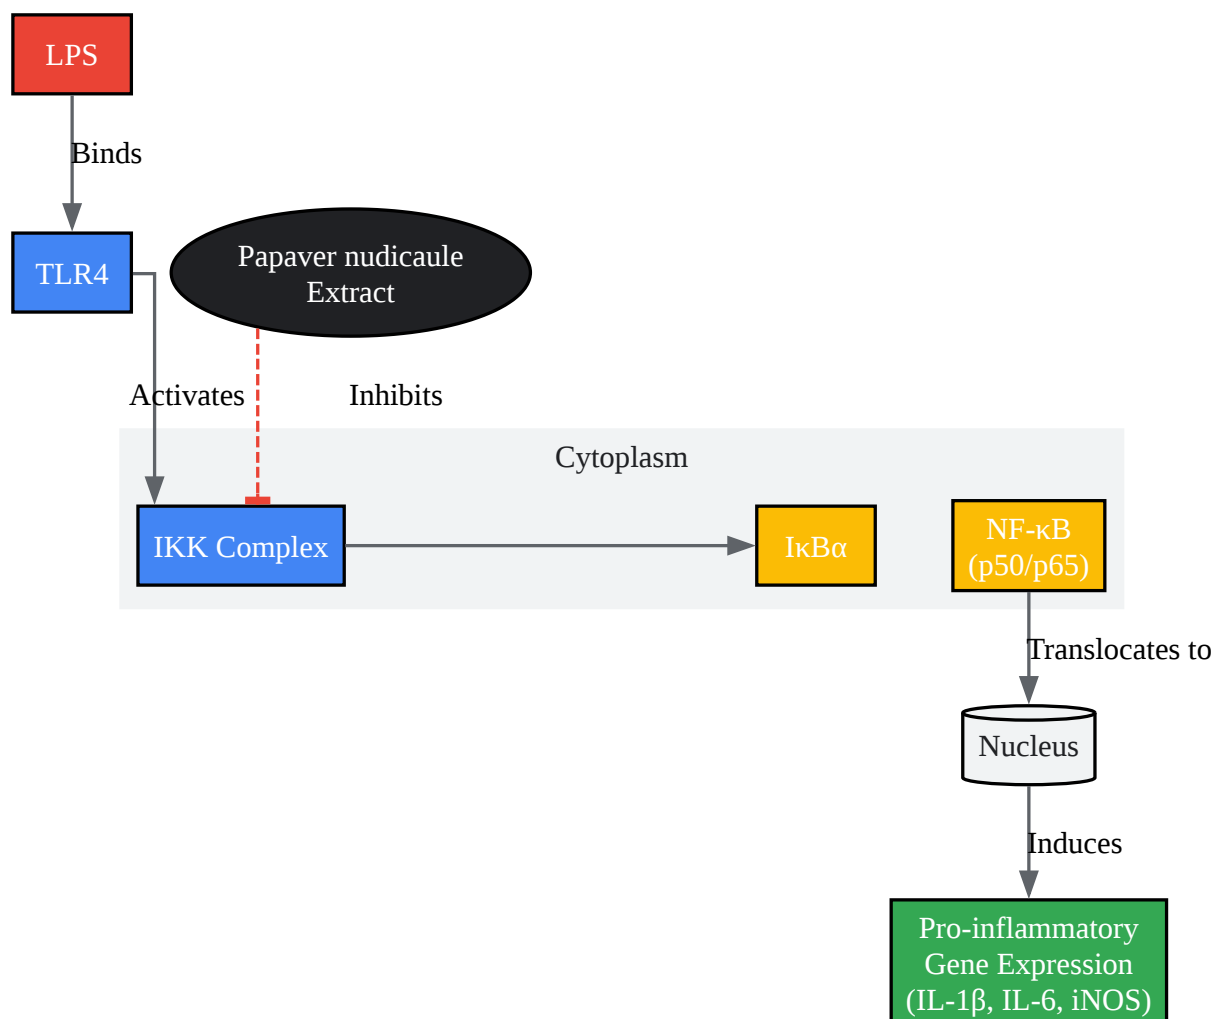 LPS
Binds
TLR4
Papaver nudicaule
Extract
Activates
Inhibits
Cytoplasm
IKK Complex
IκBα
NF-κB
(p50/p65)
Translocates to
Nucleus
Induces
Pro-inflammatory
Gene Expression
(IL-1β, IL-6, iNOS)